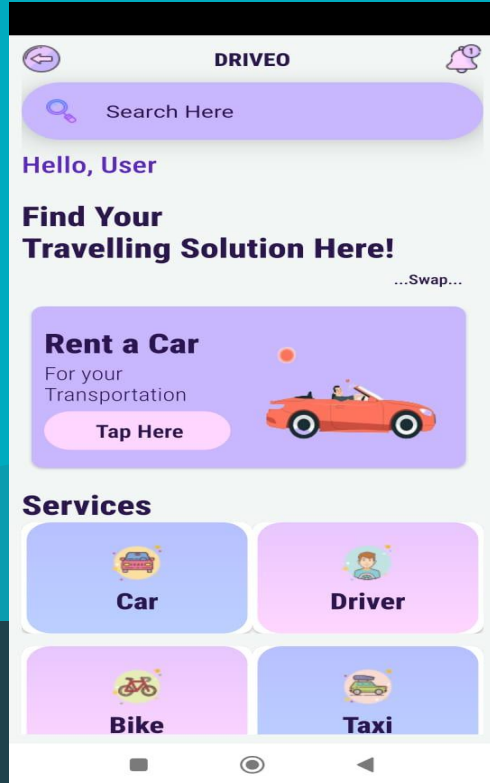 DRIVEO
1
Search Here
Hello, User
Find Your
Travelling Solution Here!
...Swap...
Rent a Car
For your
Transportation
Tap Here
Services
Car
Driver
Bike
Taxi